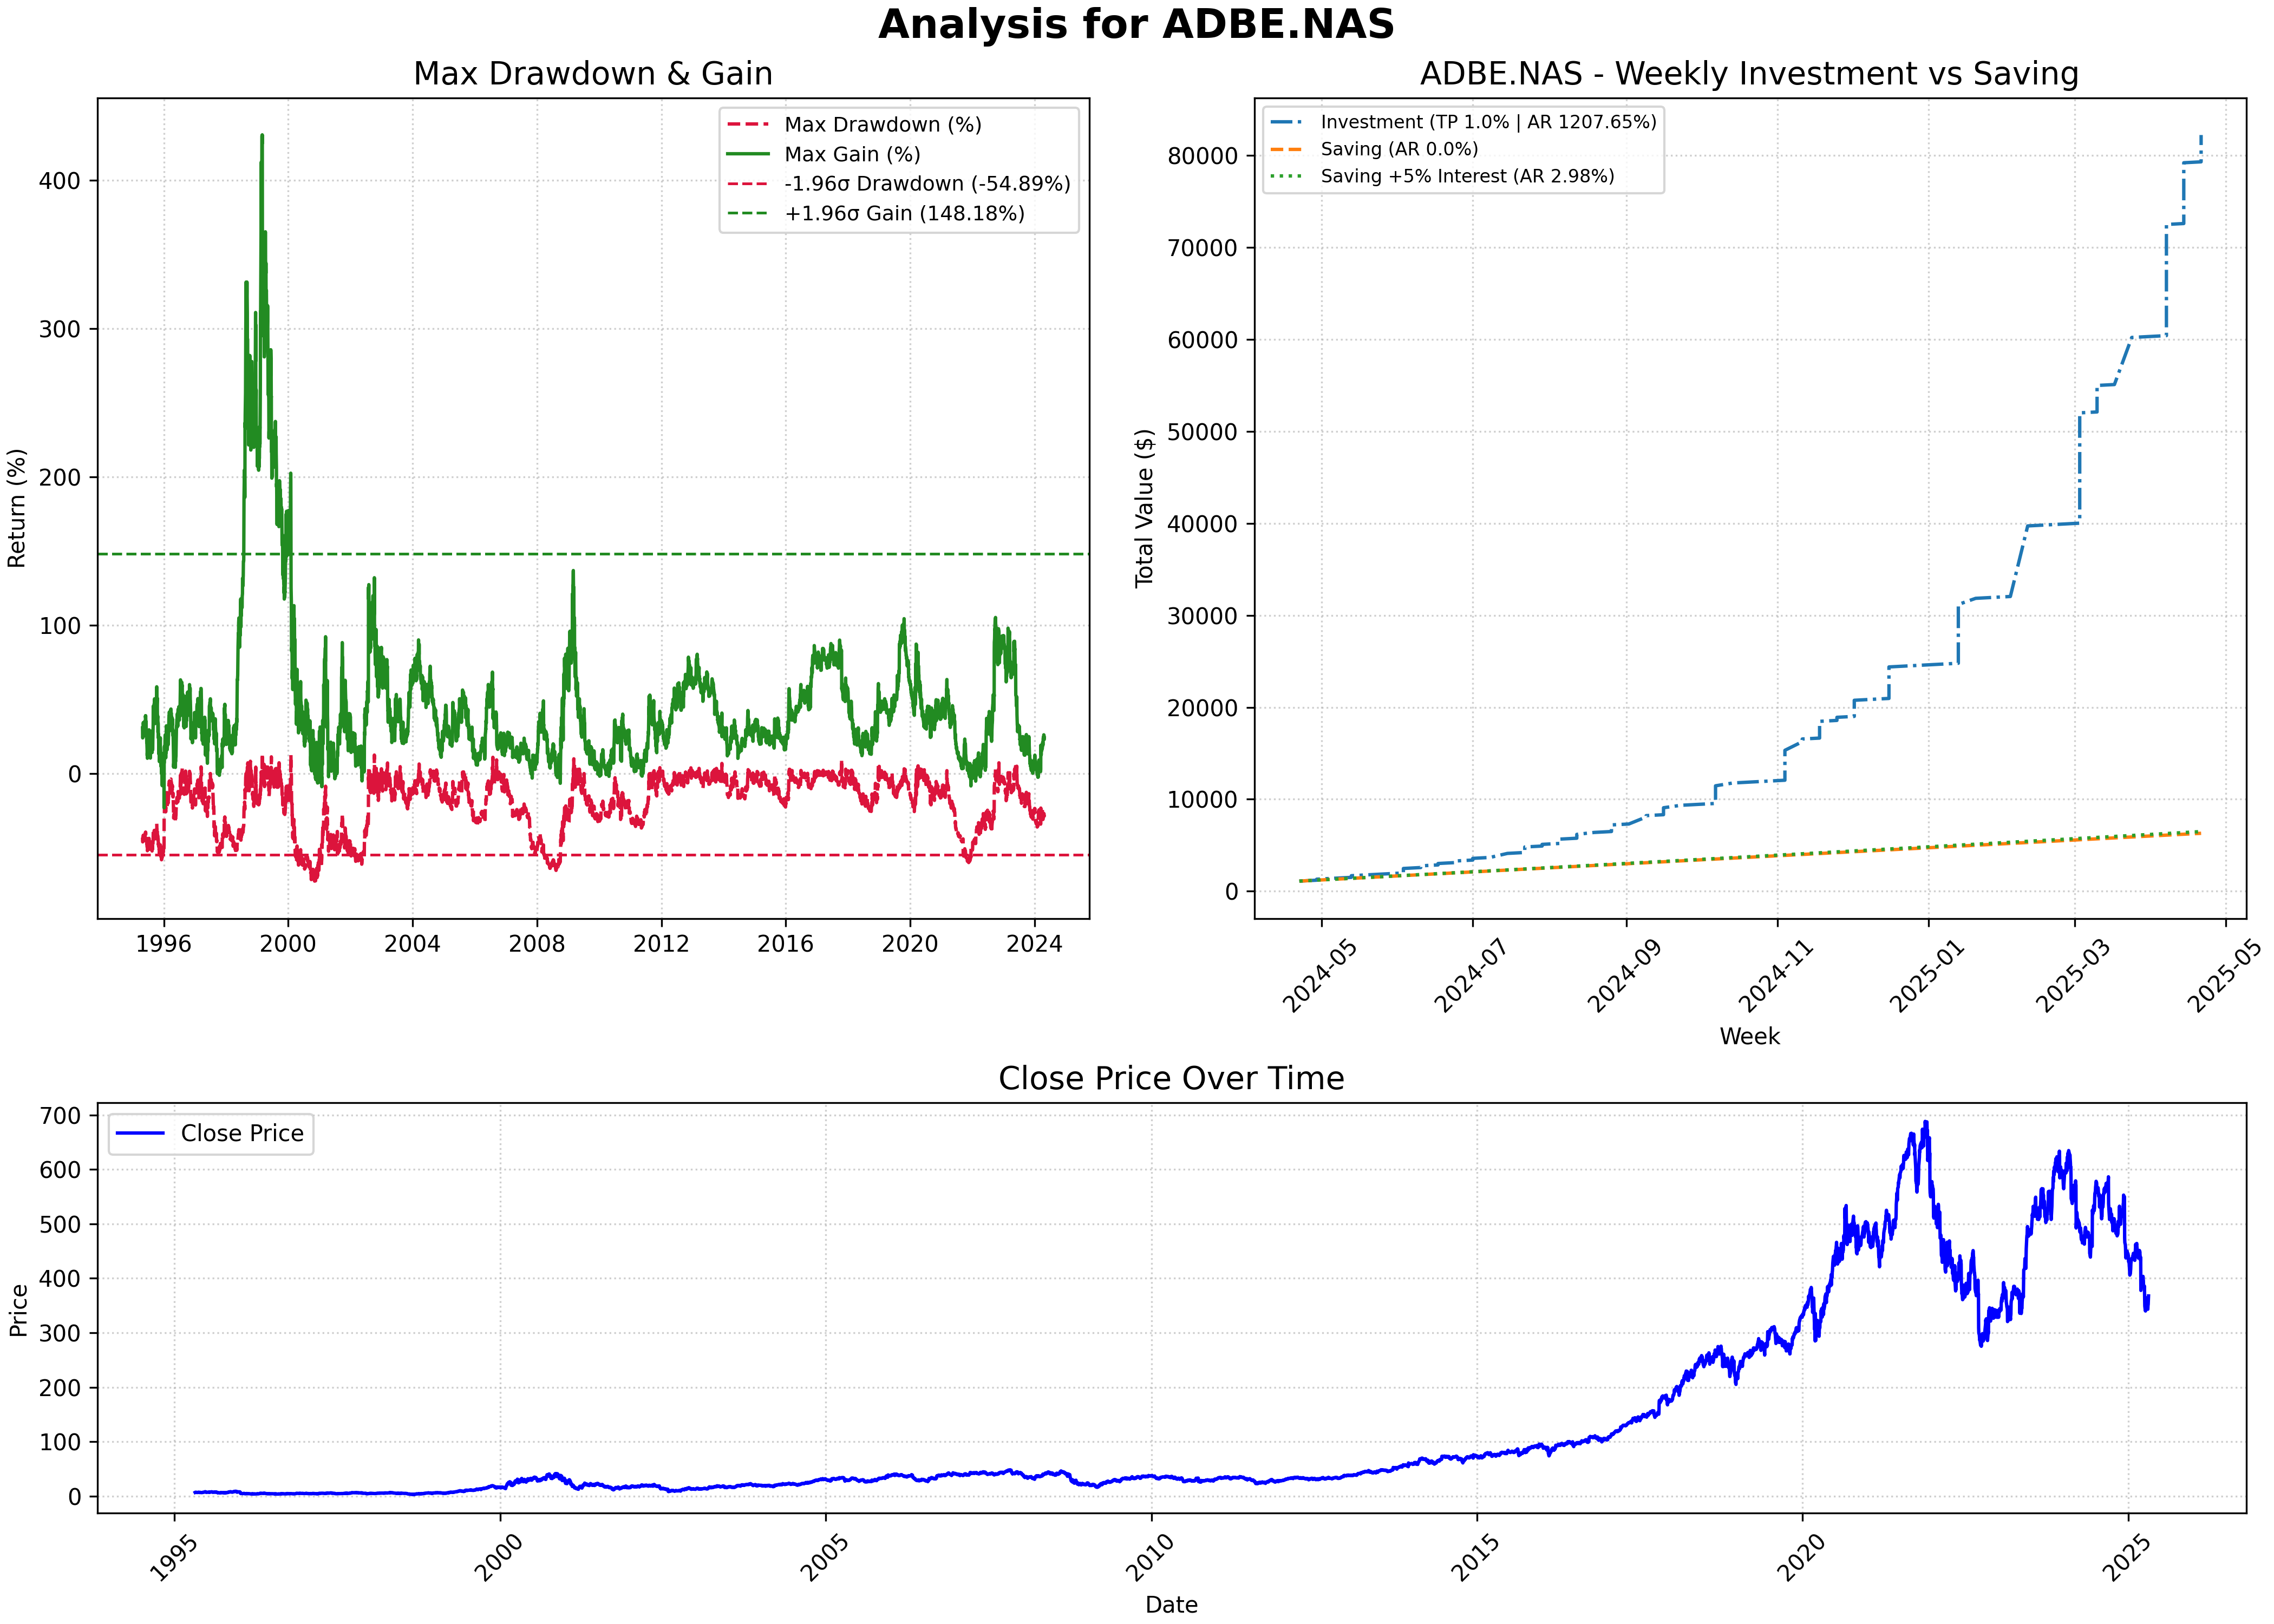 Analysis for ADBE.NAS
Max Drawdown & Gain
Max Drawdown (%)
Max Gain (%)
-1.96σ Drawdown (-54.89%)
+1.96σ Gain (148.18%)
Return (%)
400
300
200
100
0
1996 2000 2004 2008 2012 2016 2020 2024
ADBE.NAS - Weekly Investment vs Saving
Investment (TP 1.0% | AR 1207.65%)
Saving (AR 0.0%)
Saving +5% Interest (AR 2.98%)
Total Value ($)
80000
70000
60000
50000
40000
30000
20000
10000
0
2024-05 2024-07 2024-09 2024-11 2025-01 2025-03 2025-05
Week
Close Price Over Time
Close Price
Price
700
600
500
400
300
200
100
0
1995 2000 2005 2010 2015 2020 2025
Date